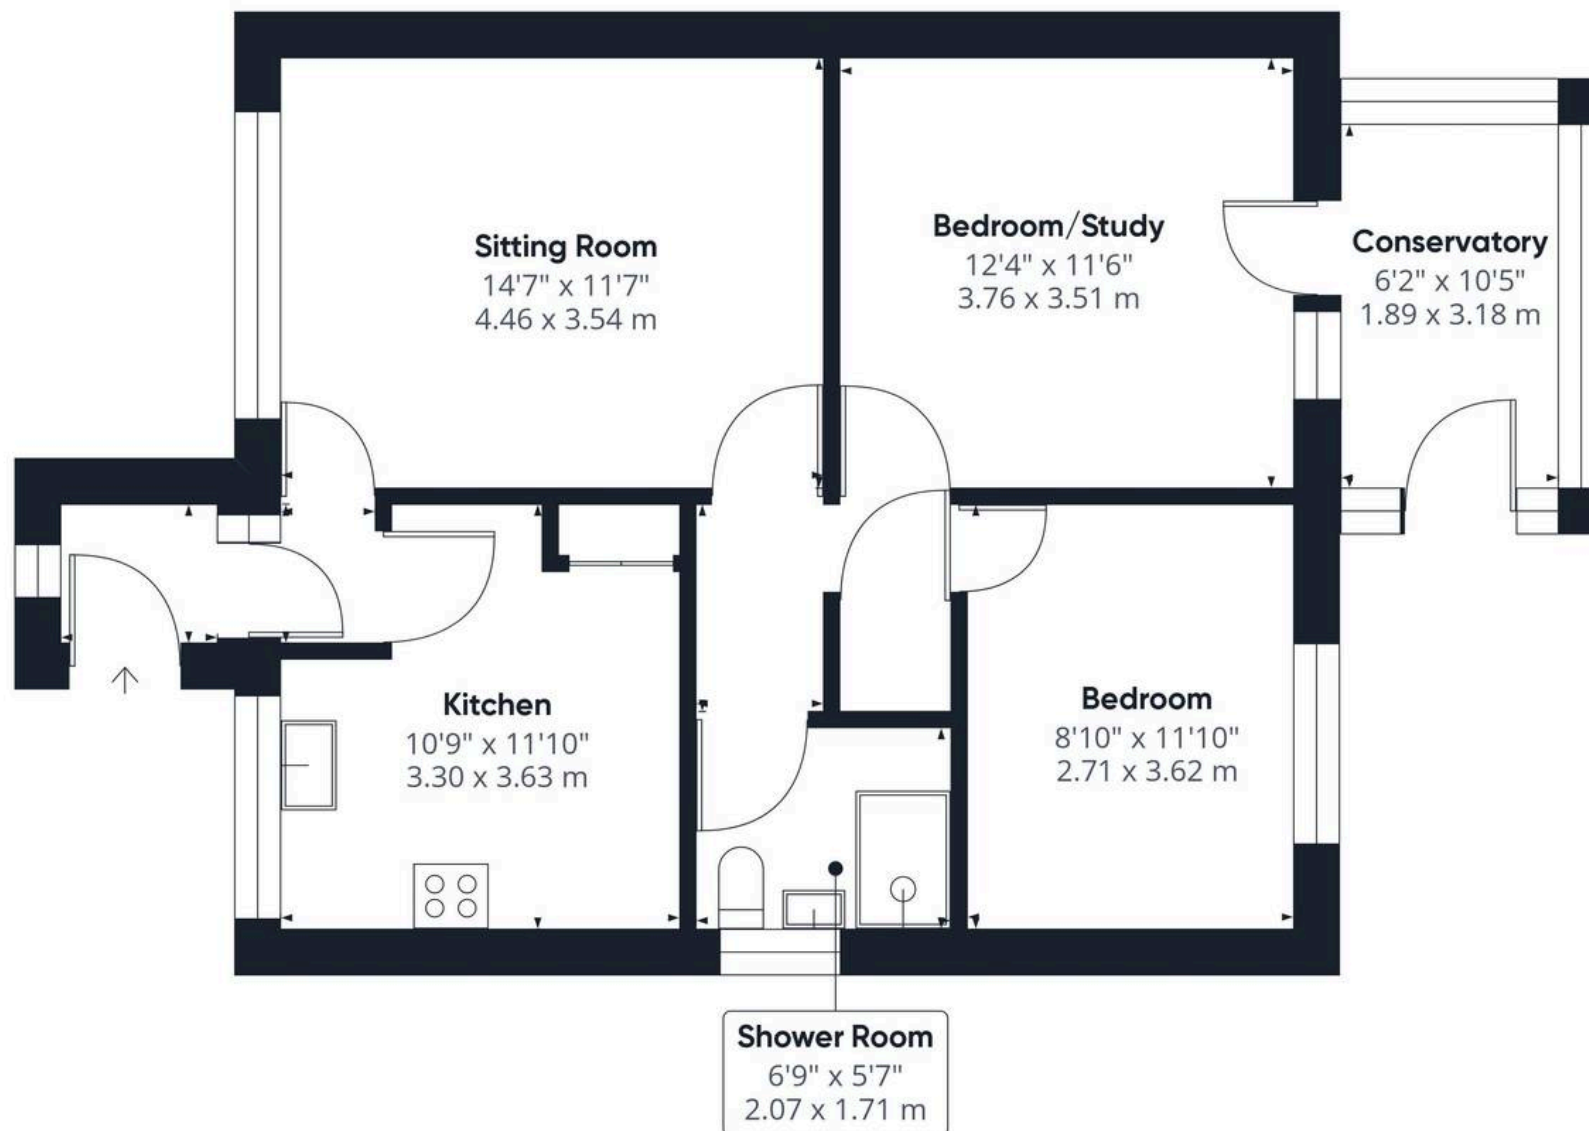 Sitting Room
14'7" x 11'7"
4.46 x 3.54 m
Bedroom/Study
12'4" x 11'6"
3.76 x 3.51 m
Conservatory
6'2" x 10'5"
1.89 x 3.18 m
Kitchen
10'9" x 11'10"
3.30 x 3.63 m
Bedroom
8'10" x 11'10"
2.71 x 3.62 m
Shower Room
6'9" x 5'7"
2.07 x 1.71 m